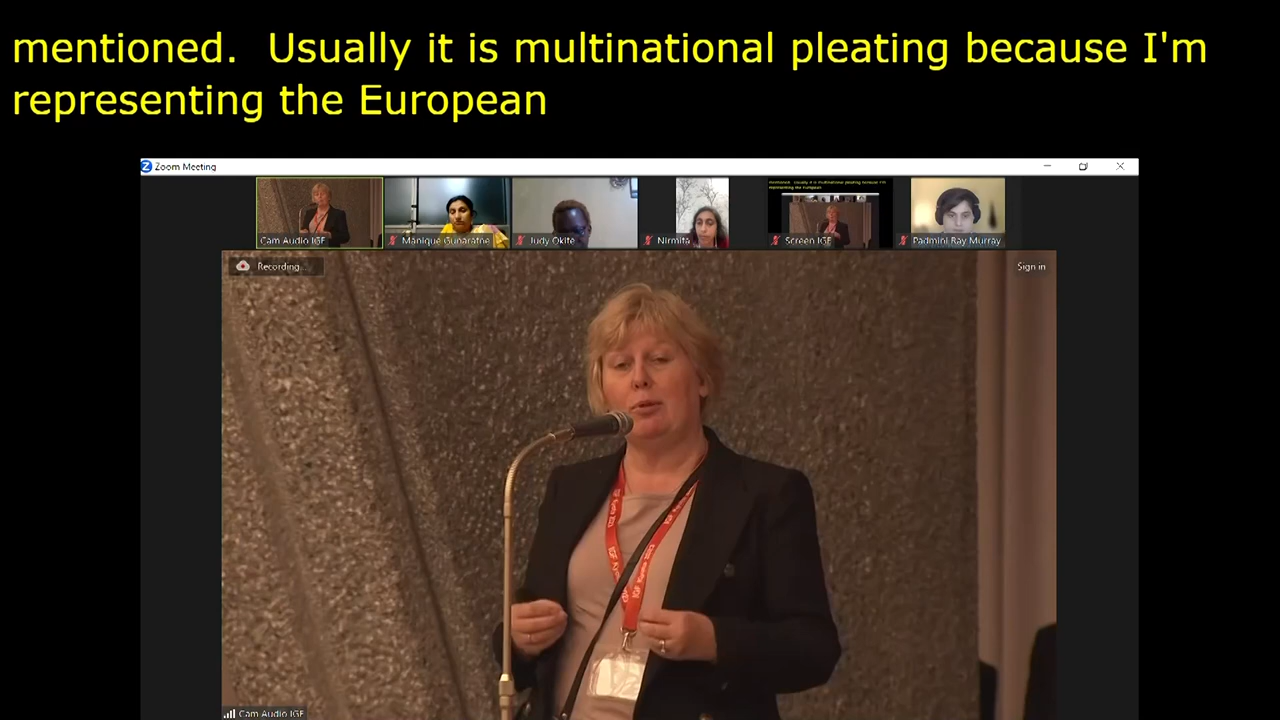 mentioned.  Usually it is multinational pleating because I'm
representing the European
Zoom Meeting
Cam Audio IGF
Manique Gunaratne
Judy Okite
Nirmita
Screen IGF
Padmini Ray Murray
Recording...
Sign in
Cam Audio IGF